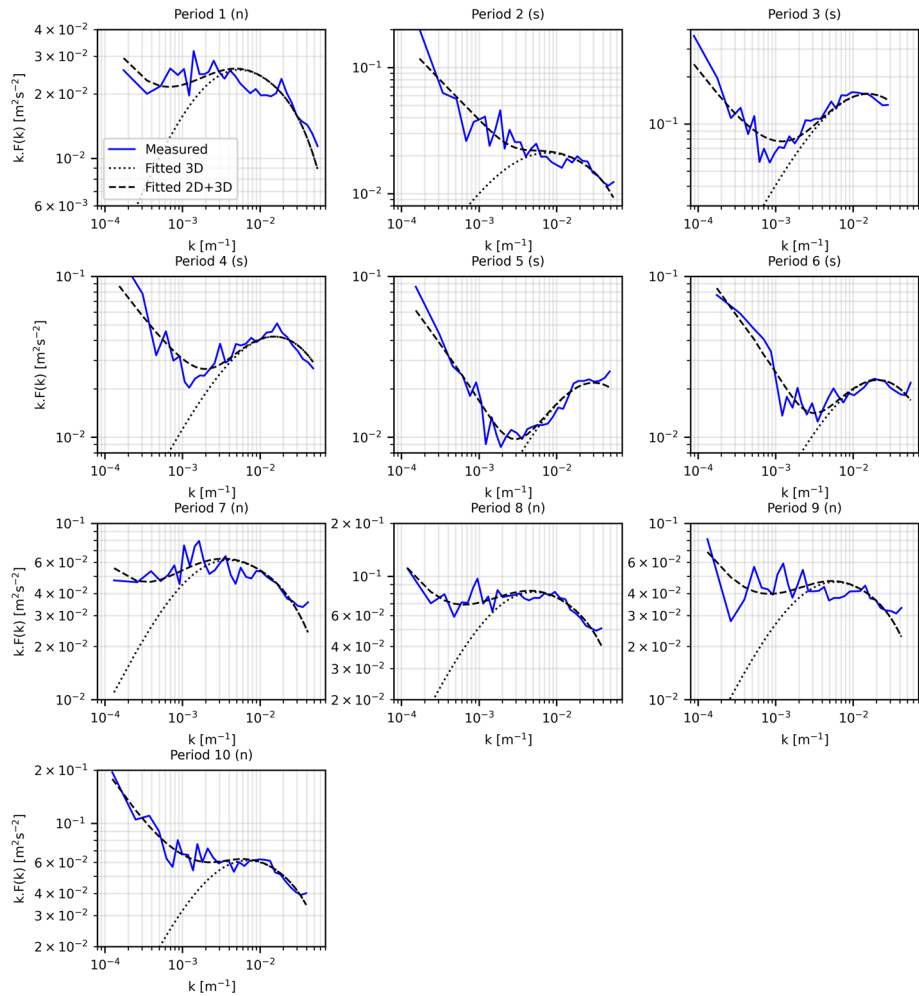 Period 1 (n)
k.F(k) [m²s⁻²]
4 × 10⁻²
3 × 10⁻²
2 × 10⁻²
10⁻²
6 × 10⁻³
Measured
Fitted 3D
Fitted 2D+3D
10⁻⁴ 10⁻³ 10⁻²
k [m⁻¹]
Period 2 (s)
10⁻¹
10⁻²
10⁻⁴ 10⁻³ 10⁻²
k [m⁻¹]
Period 3 (s)
10⁻¹
10⁻⁴ 10⁻³ 10⁻²
k [m⁻¹]
Period 4 (s)
k.F(k) [m²s⁻²]
10⁻¹
10⁻²
10⁻⁴ 10⁻³ 10⁻²
k [m⁻¹]
Period 5 (s)
10⁻¹
10⁻²
10⁻⁴ 10⁻³ 10⁻²
k [m⁻¹]
Period 6 (s)
10⁻¹
10⁻²
10⁻⁴ 10⁻³ 10⁻²
k [m⁻¹]
Period 7 (n)
k.F(k) [m²s⁻²]
10⁻¹
6 × 10⁻²
4 × 10⁻²
3 × 10⁻²
2 × 10⁻²
10⁻²
10⁻⁴ 10⁻³ 10⁻²
k [m⁻¹]
Period 8 (n)
2 × 10⁻¹
10⁻¹
6 × 10⁻²
4 × 10⁻²
3 × 10⁻²
2 × 10⁻²
10⁻⁴ 10⁻³ 10⁻²
k [m⁻¹]
Period 9 (n)
10⁻¹
6 × 10⁻²
4 × 10⁻²
3 × 10⁻²
2 × 10⁻²
10⁻²
10⁻⁴ 10⁻³ 10⁻²
k [m⁻¹]
Period 10 (n)
k.F(k) [m²s⁻²]
2 × 10⁻¹
10⁻¹
6 × 10⁻²
4 × 10⁻²
3 × 10⁻²
2 × 10⁻²
10⁻⁴ 10⁻³ 10⁻²
k [m⁻¹]